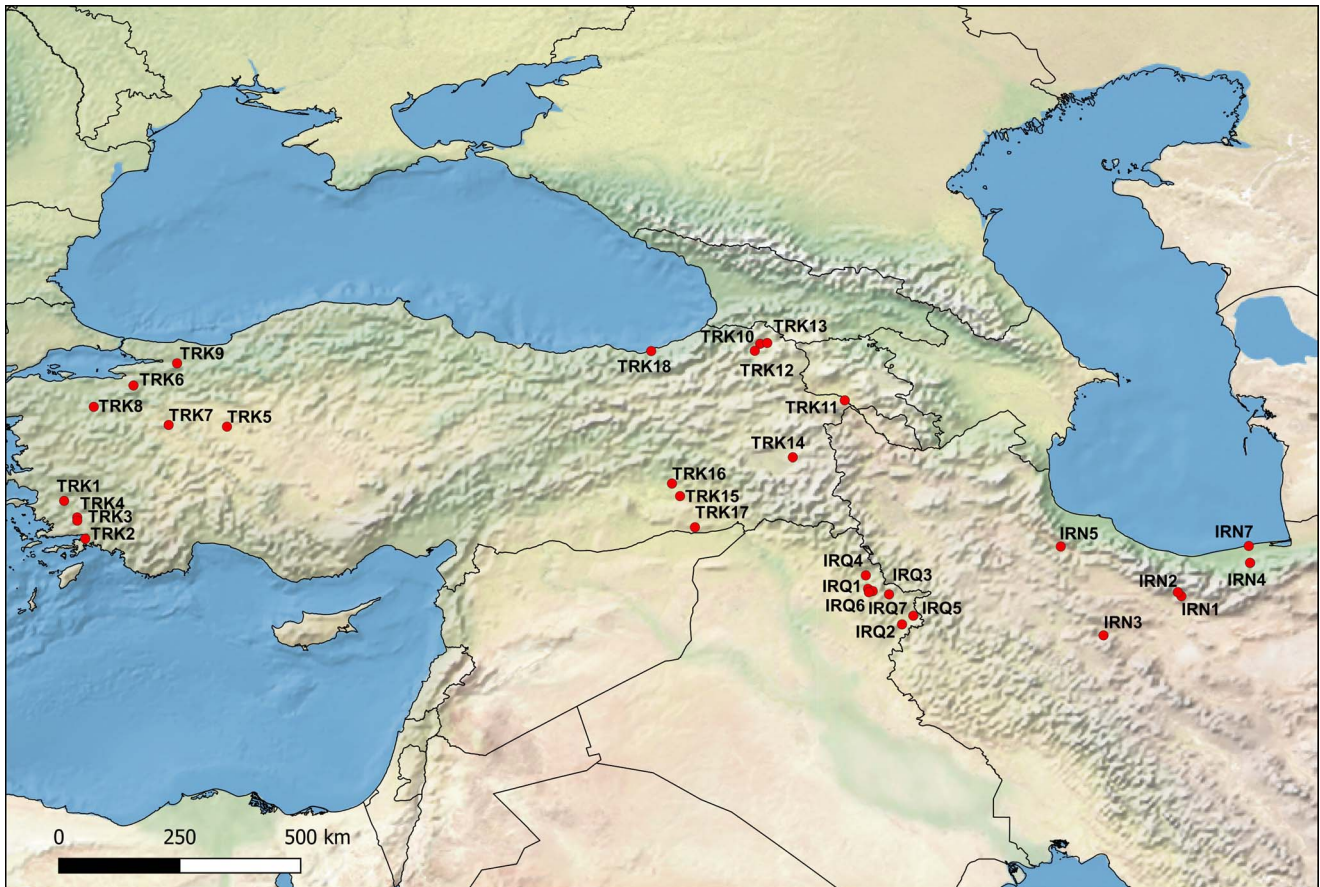 TRK13
TRK10
TRK9
TRK18
TRK12
TRK6
TRK8
TRK11
TRK7
TRK5
TRK14
TRK16
TRK1
TRK15
TRK4
TRK3
TRK17
TRK2
IRN5
IRN7
IRQ4
IRQ3
IRN4
IRQ1
IRN2
IRQ6
IRQ7
IRQ5
IRN1
IRQ2
IRN3
0 250 500 km